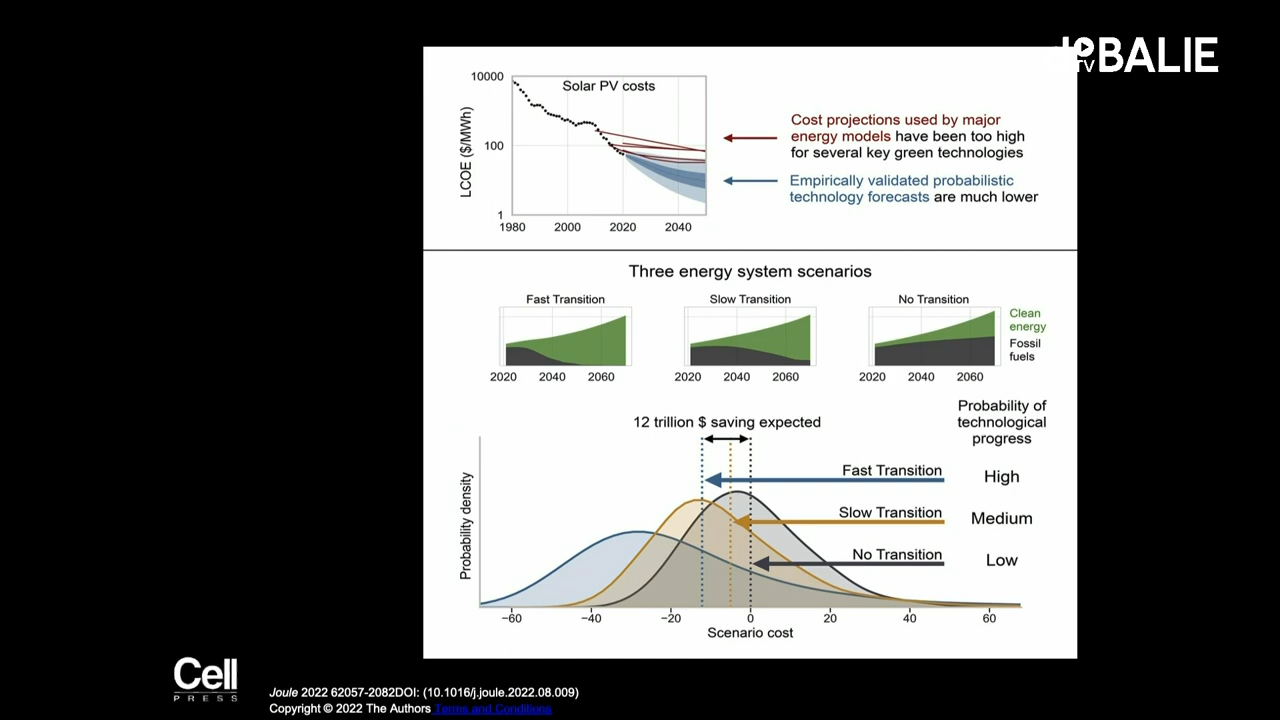 TV BALIE
10000
Solar PV costs
LCOE ($/MWh)
100
1
1980 2000 2020 2040
Cost projections used by major
energy models have been too high
for several key green technologies
Empirically validated probabilistic
technology forecasts are much lower
Three energy system scenarios
Fast Transition
Slow Transition
No Transition
Clean
energy
Fossil
fuels
2020 2040 2060
2020 2040 2060
2020 2040 2060
12 trillion $ saving expected
Probability of
technological
progress
Probability density
Fast Transition High
Slow Transition Medium
No Transition Low
−60 −40 −20 0 20 40 60
Scenario cost
Cell
PRESS
Joule 2022 62057-2082DOI: (10.1016/j.joule.2022.08.009)
Copyright © 2022 The Authors Terms and Conditions